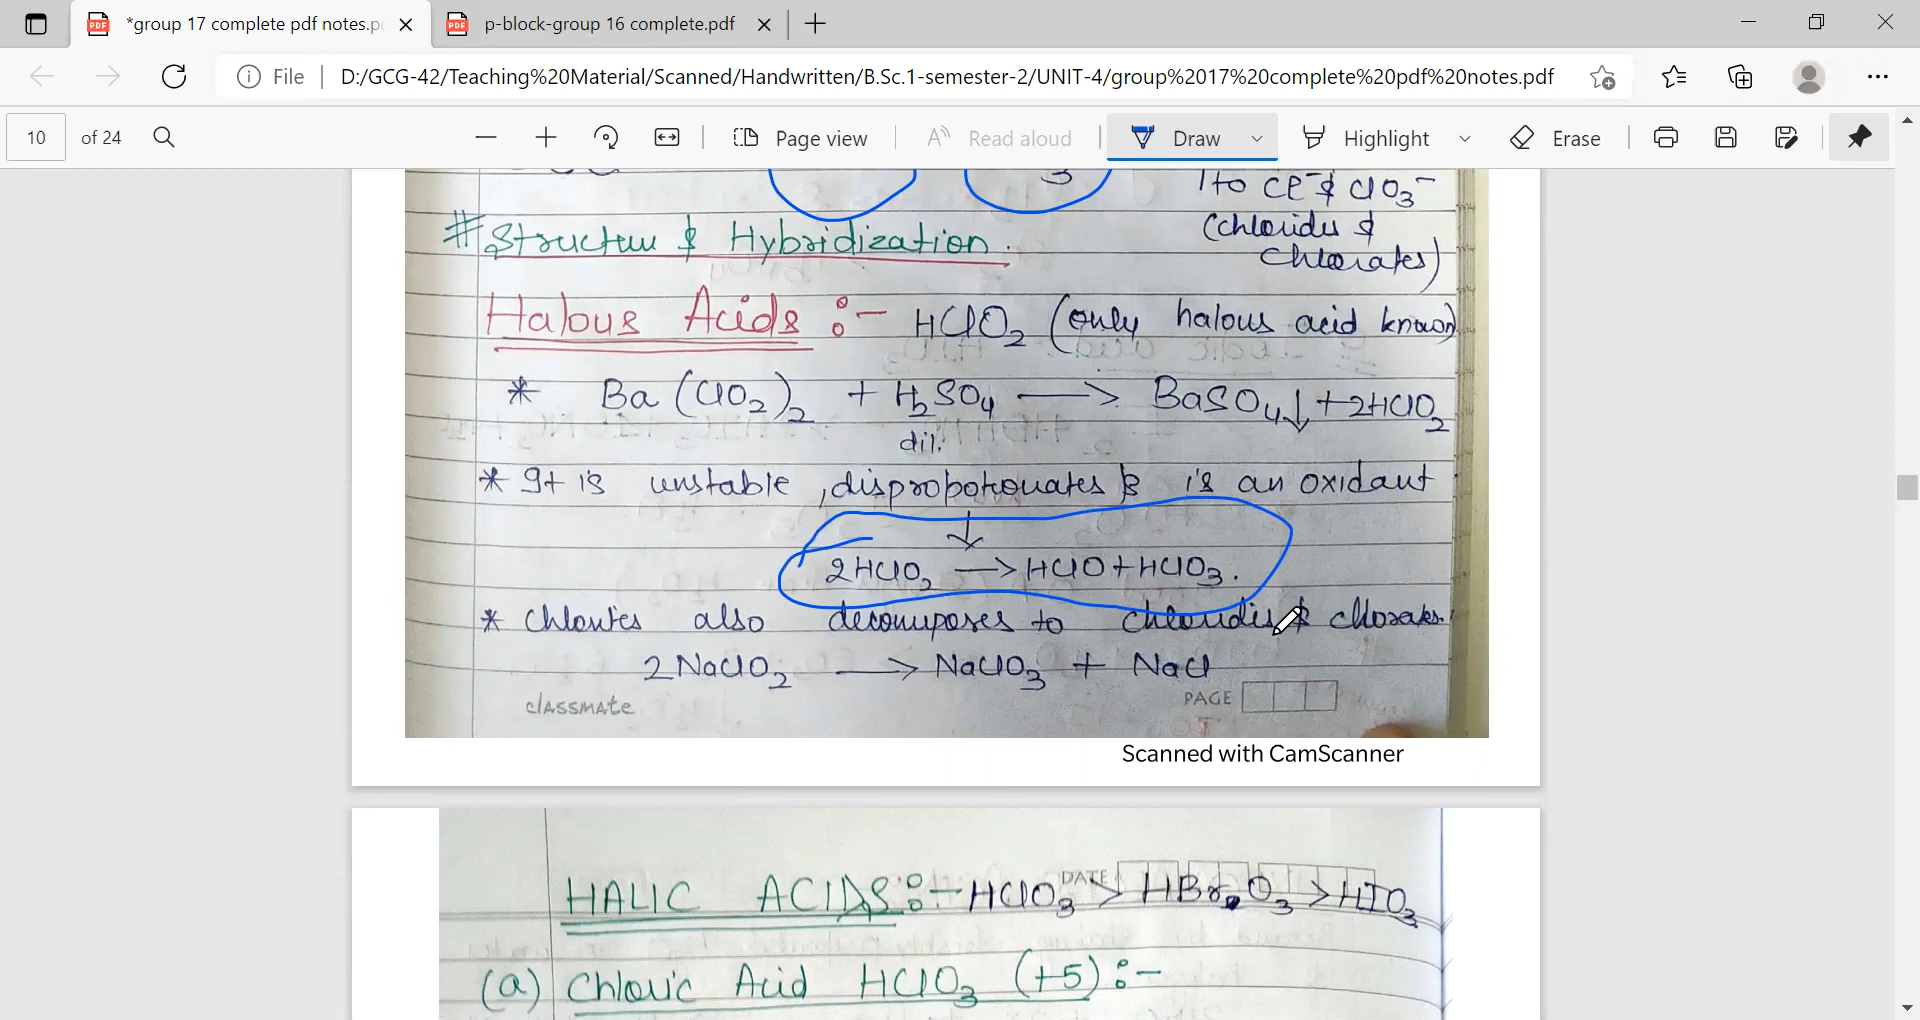 *group 17 complete pdf notes.p
p-block-group 16 complete.pdf
File
D:/GCG-42/Teaching%20Material/Scanned/Handwritten/B.Sc.1-semester-2/UNIT-4/group%2017%20complete%20pdf%20notes.pdf
10 of 24
Page view
Read aloud
Draw
Highlight
Erase
3
1 to Cl⁻ & ClO₃⁻
# Structure & Hybridization.
(chlorides &
Chlorates)
Halous Acids :- HClO₂ (only halous acid known)
* Ba(ClO₂)₂ + H₂SO₄ → BaSO₄↓ + 2HClO₂
dil.
* It is unstable, disproportionates & is an oxidant
↓
2HClO₂ → HClO + HClO₃.
* Chlorites also decomposes to chlorides & chlorates.
2NaClO₂ → NaClO₃ + NaCl
classmate
PAGE
Scanned with CamScanner
DATE
HALIC ACIDS :- HClO₃ > HBrO₃ > HIO₃
(a) Chloric Acid HClO₃ (+5) :-